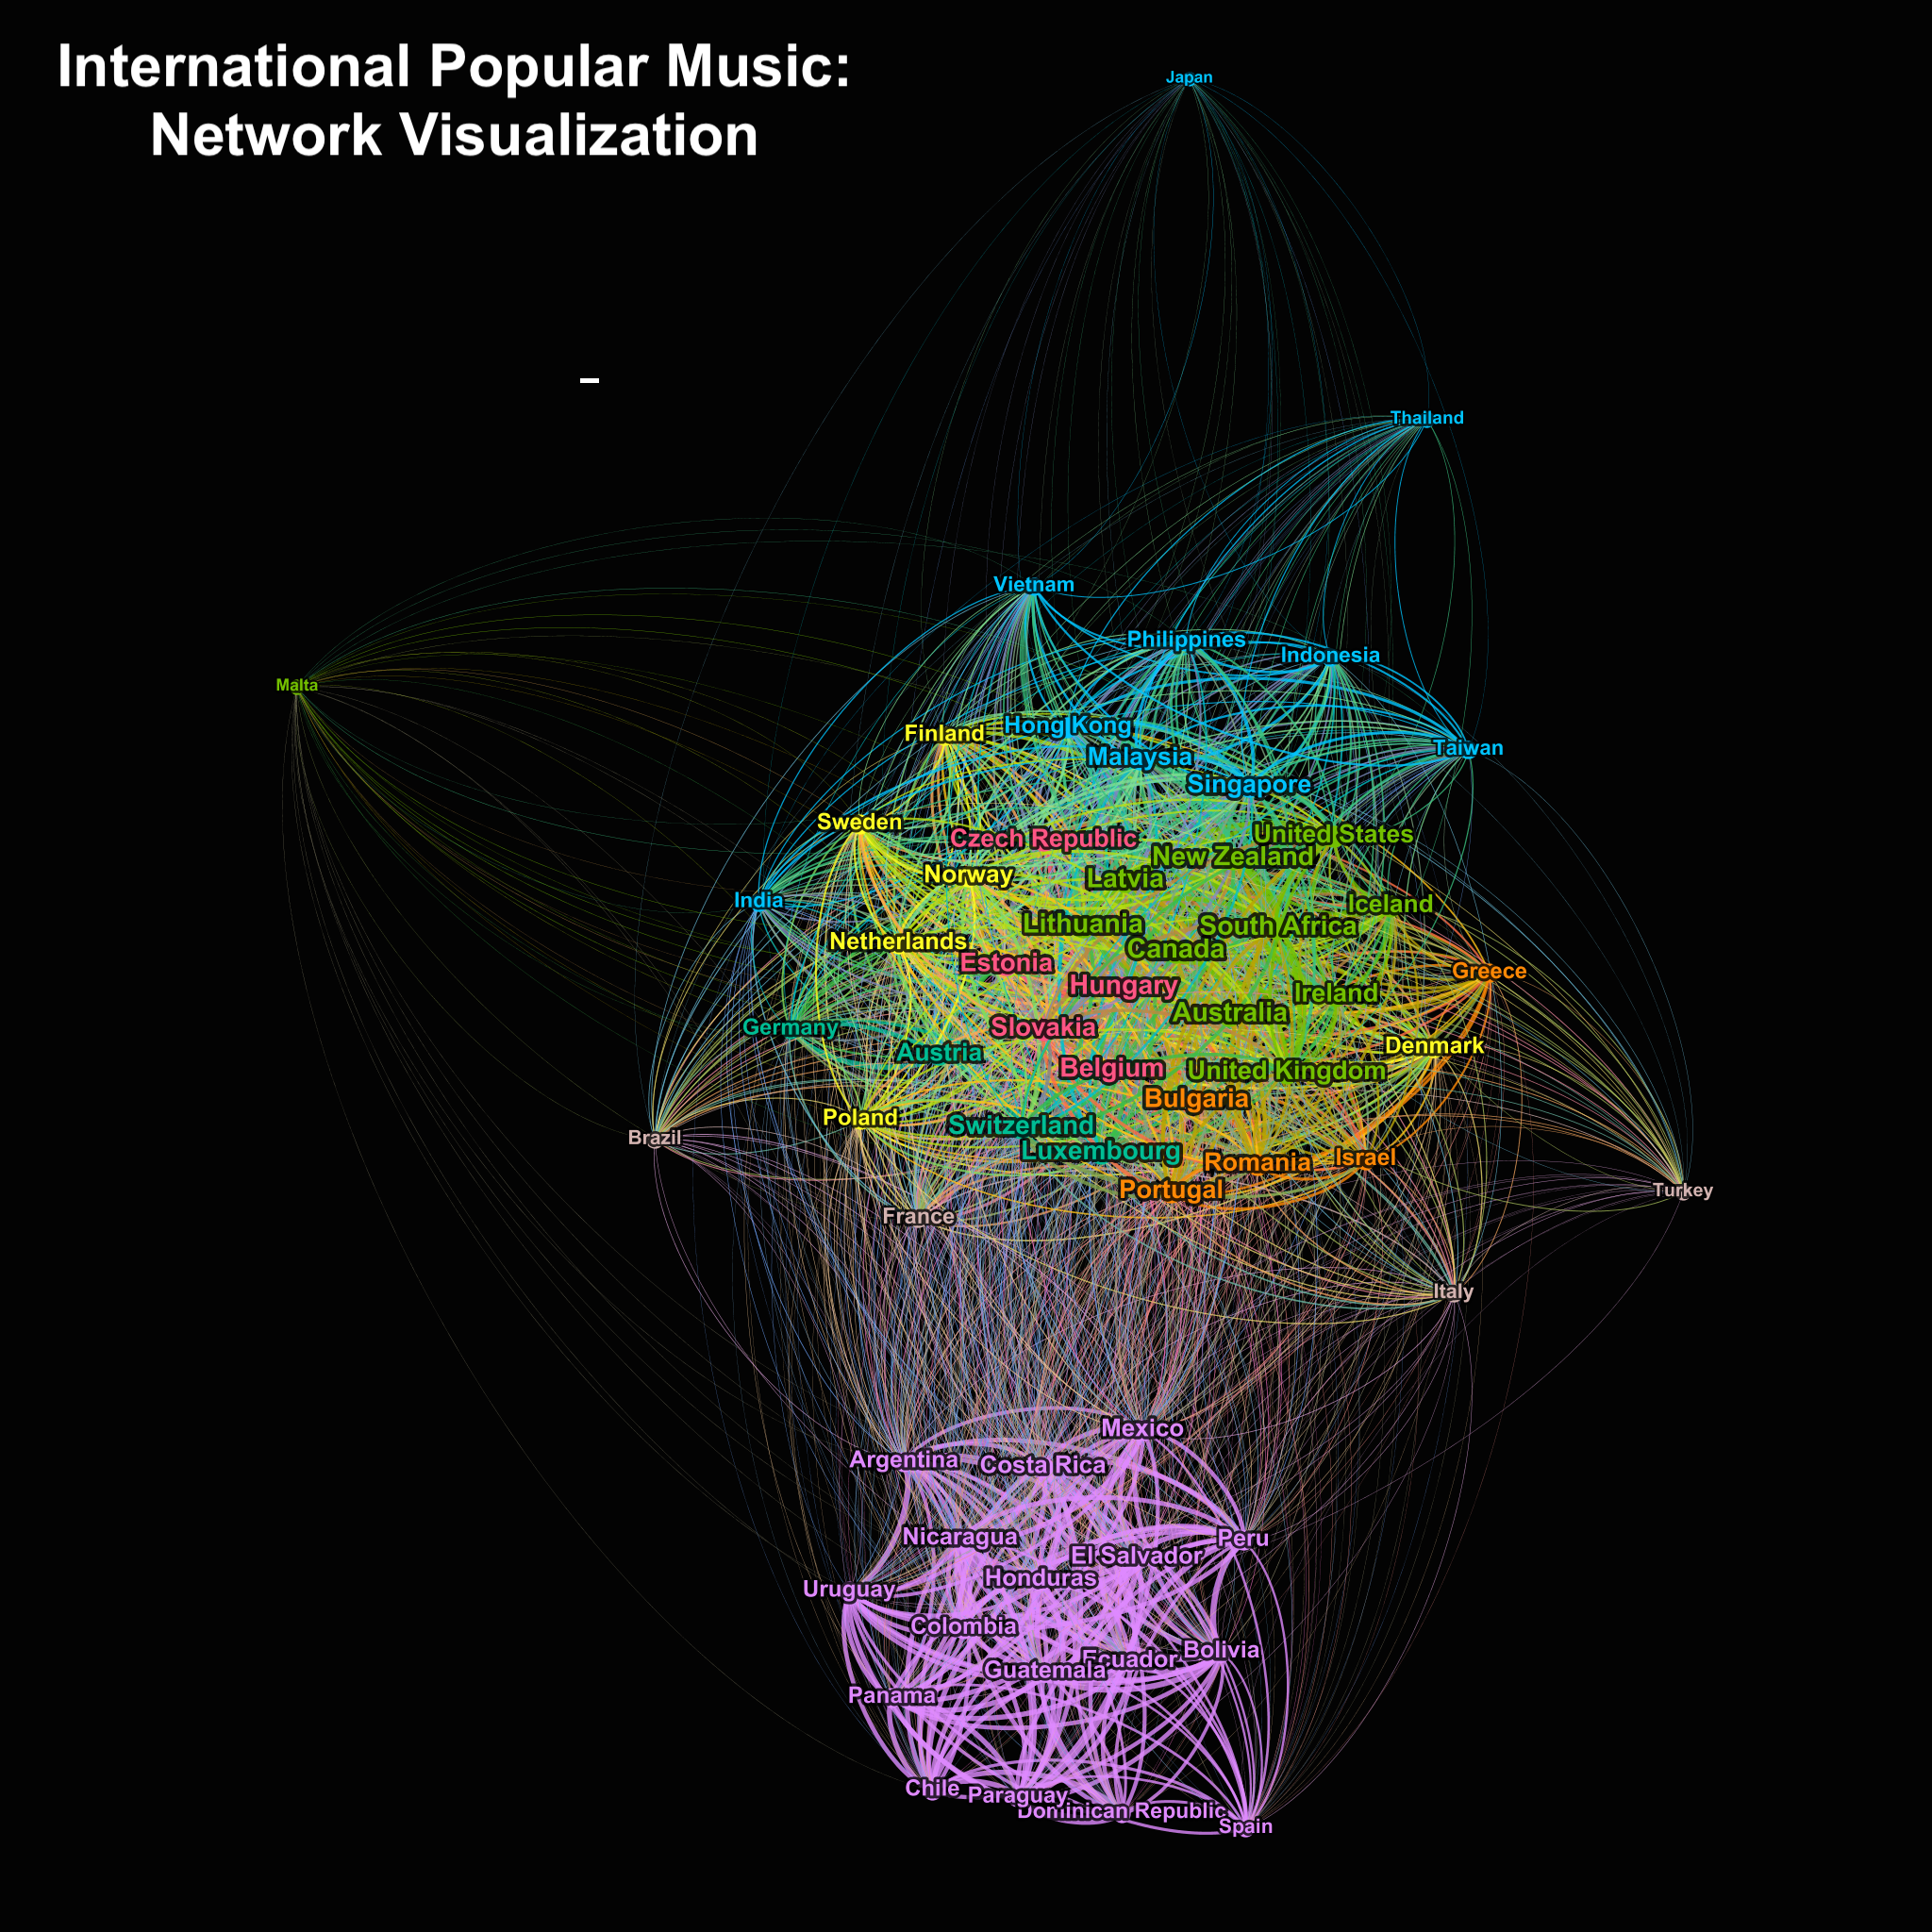 International Popular Music:
Network Visualization
Japan
-
Thailand
Vietnam
Philippines
Indonesia
Malta
Hong Kong
Finland
Taiwan
Malaysia
Singapore
Sweden
United States
Czech Republic
New Zealand
Latvia
Norway
India
Iceland
Lithuania
South Africa
Netherlands
Canada
Estonia
Greece
Hungary
Ireland
Australia
Germany
Slovakia
Denmark
Austria
Belgium
United Kingdom
Bulgaria
Poland
Switzerland
Brazil
Luxembourg
Israel
Romania
Portugal
Turkey
France
Italy
Mexico
Argentina
Costa Rica
Nicaragua
Peru
El Salvador
Honduras
Uruguay
Colombia
Bolivia
Ecuador
Guatemala
Panama
Chile
Paraguay
Dominican Republic
Spain